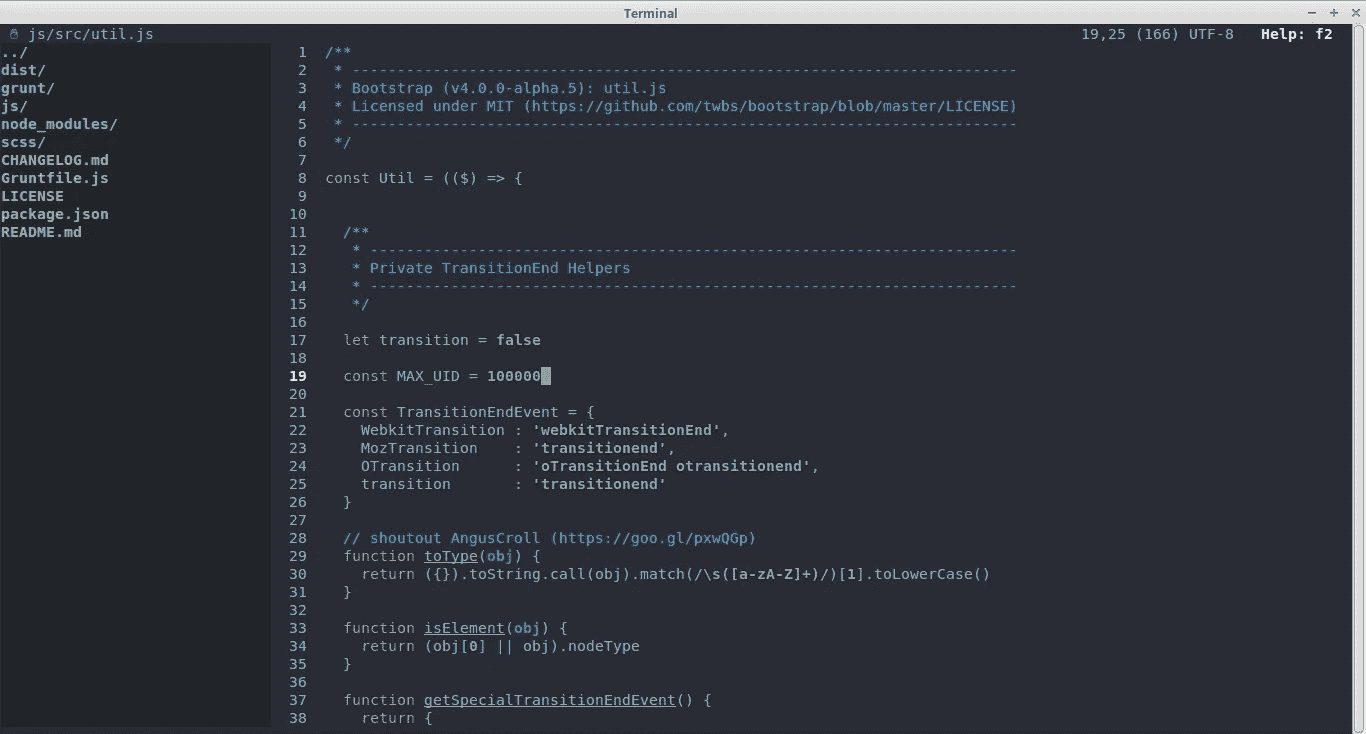 Terminal
js/src/util.js 19,25 (166) UTF-8 Help: f2
../
dist/
grunt/
js/
node_modules/
scss/
CHANGELOG.md
Gruntfile.js
LICENSE
package.json
README.md
1 /**
2  * --------------------------------------------------------------------------
3  * Bootstrap (v4.0.0-alpha.5): util.js
4  * Licensed under MIT (https://github.com/twbs/bootstrap/blob/master/LICENSE)
5  * --------------------------------------------------------------------------
6  */
7
8 const Util = (($) => {
9
10
11   /**
12    * ------------------------------------------------------------------------
13    * Private TransitionEnd Helpers
14    * ------------------------------------------------------------------------
15    */
16
17   let transition = false
18
19   const MAX_UID = 100000
20
21   const TransitionEndEvent = {
22     WebkitTransition : 'webkitTransitionEnd',
23     MozTransition    : 'transitionend',
24     OTransition      : 'oTransitionEnd otransitionend',
25     transition       : 'transitionend'
26   }
27
28   // shoutout AngusCroll (https://goo.gl/pxwQGp)
29   function toType(obj) {
30     return ({}).toString.call(obj).match(/\s([a-zA-Z]+)/)[1].toLowerCase()
31   }
32
33   function isElement(obj) {
34     return (obj[0] || obj).nodeType
35   }
36
37   function getSpecialTransitionEndEvent() {
38     return {